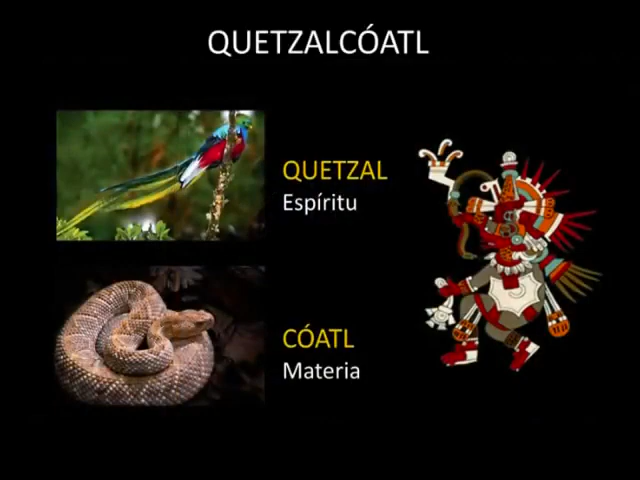 QUETZALCÓATL
QUETZAL
Espíritu
CÓATL
Materia